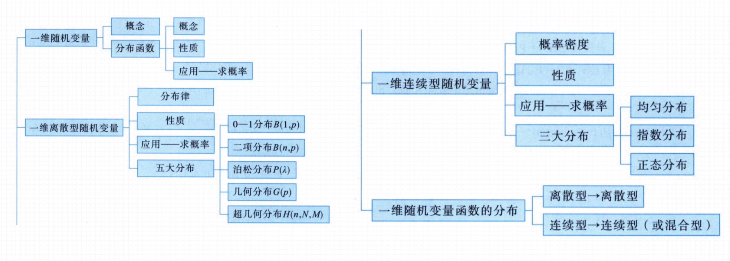 一维随机变量
概念
分布函数
概念
性质
应用——求概率
一维离散型随机变量
分布律
性质
应用——求概率
五大分布
0—1分布B(1,p)
二项分布B(n,p)
泊松分布P(λ)
几何分布G(p)
超几何分布H(n,N,M)
一维连续型随机变量
概率密度
性质
应用——求概率
三大分布
均匀分布
指数分布
正态分布
一维随机变量函数的分布
离散型→离散型
连续型→连续型（或混合型）